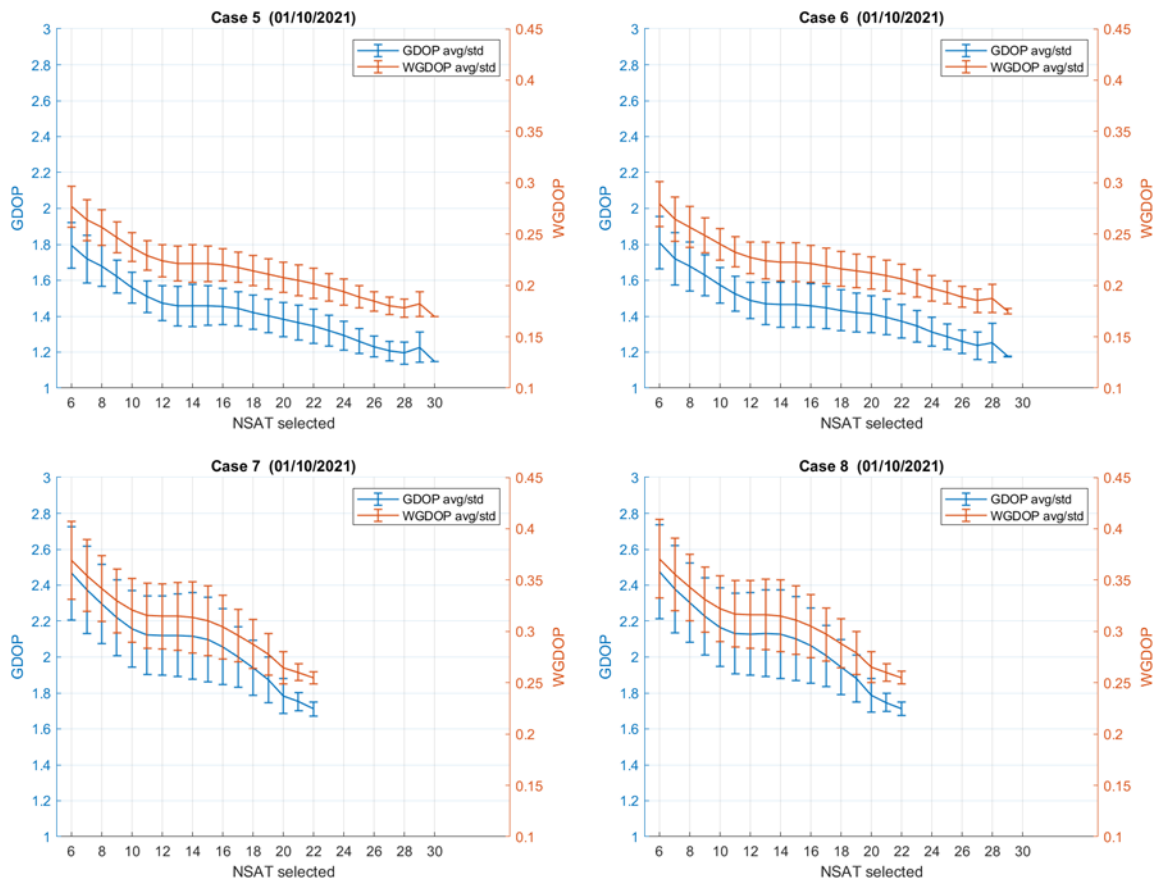 Case 5 (01/10/2021)
GDOP avg/std
WGDOP avg/std
3
2.8
2.6
2.4
2.2
2
1.8
1.6
1.4
1.2
1
GDOP
0.45
0.4
0.35
0.3
0.25
0.2
0.15
0.1
WGDOP
6 8 10 12 14 16 18 20 22 24 26 28 30
NSAT selected
Case 6 (01/10/2021)
GDOP avg/std
WGDOP avg/std
3
2.8
2.6
2.4
2.2
2
1.8
1.6
1.4
1.2
1
GDOP
0.45
0.4
0.35
0.3
0.25
0.2
0.15
0.1
WGDOP
6 8 10 12 14 16 18 20 22 24 26 28 30
NSAT selected
Case 7 (01/10/2021)
GDOP avg/std
WGDOP avg/std
3
2.8
2.6
2.4
2.2
2
1.8
1.6
1.4
1.2
1
GDOP
0.45
0.4
0.35
0.3
0.25
0.2
0.15
0.1
WGDOP
6 8 10 12 14 16 18 20 22 24 26 28 30
NSAT selected
Case 8 (01/10/2021)
GDOP avg/std
WGDOP avg/std
3
2.8
2.6
2.4
2.2
2
1.8
1.6
1.4
1.2
1
GDOP
0.45
0.4
0.35
0.3
0.25
0.2
0.15
0.1
WGDOP
6 8 10 12 14 16 18 20 22 24 26 28 30
NSAT selected